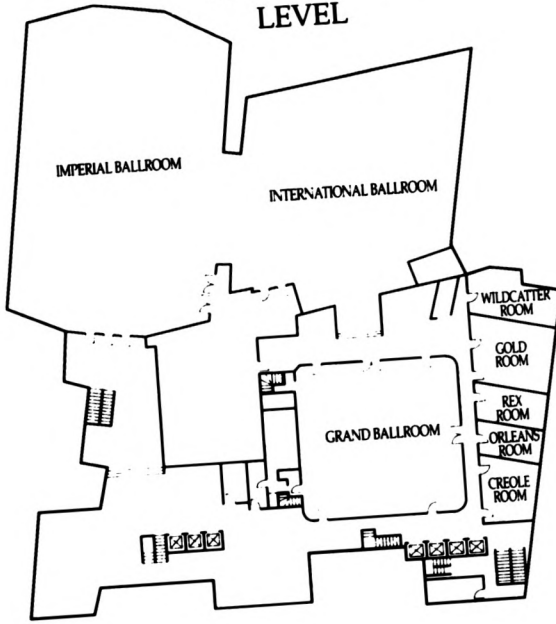 LEVEL
IMPERIAL BALLROOM
INTERNATIONAL BALLROOM
WILDCATTER
ROOM
GOLD
ROOM
REX
ROOM
GRAND BALLROOM
ORLEANS
ROOM
CREOLE
ROOM